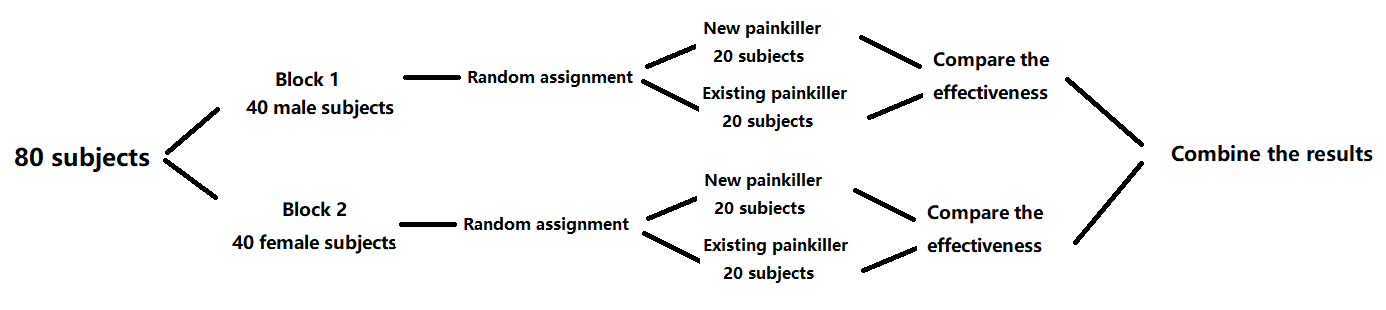 80 subjects
Block 1
40 male subjects
Random assignment
New painkiller
20 subjects
Existing painkiller
20 subjects
Compare the
effectiveness
Block 2
40 female subjects
Random assignment
New painkiller
20 subjects
Existing painkiller
20 subjects
Compare the
effectiveness
Combine the results